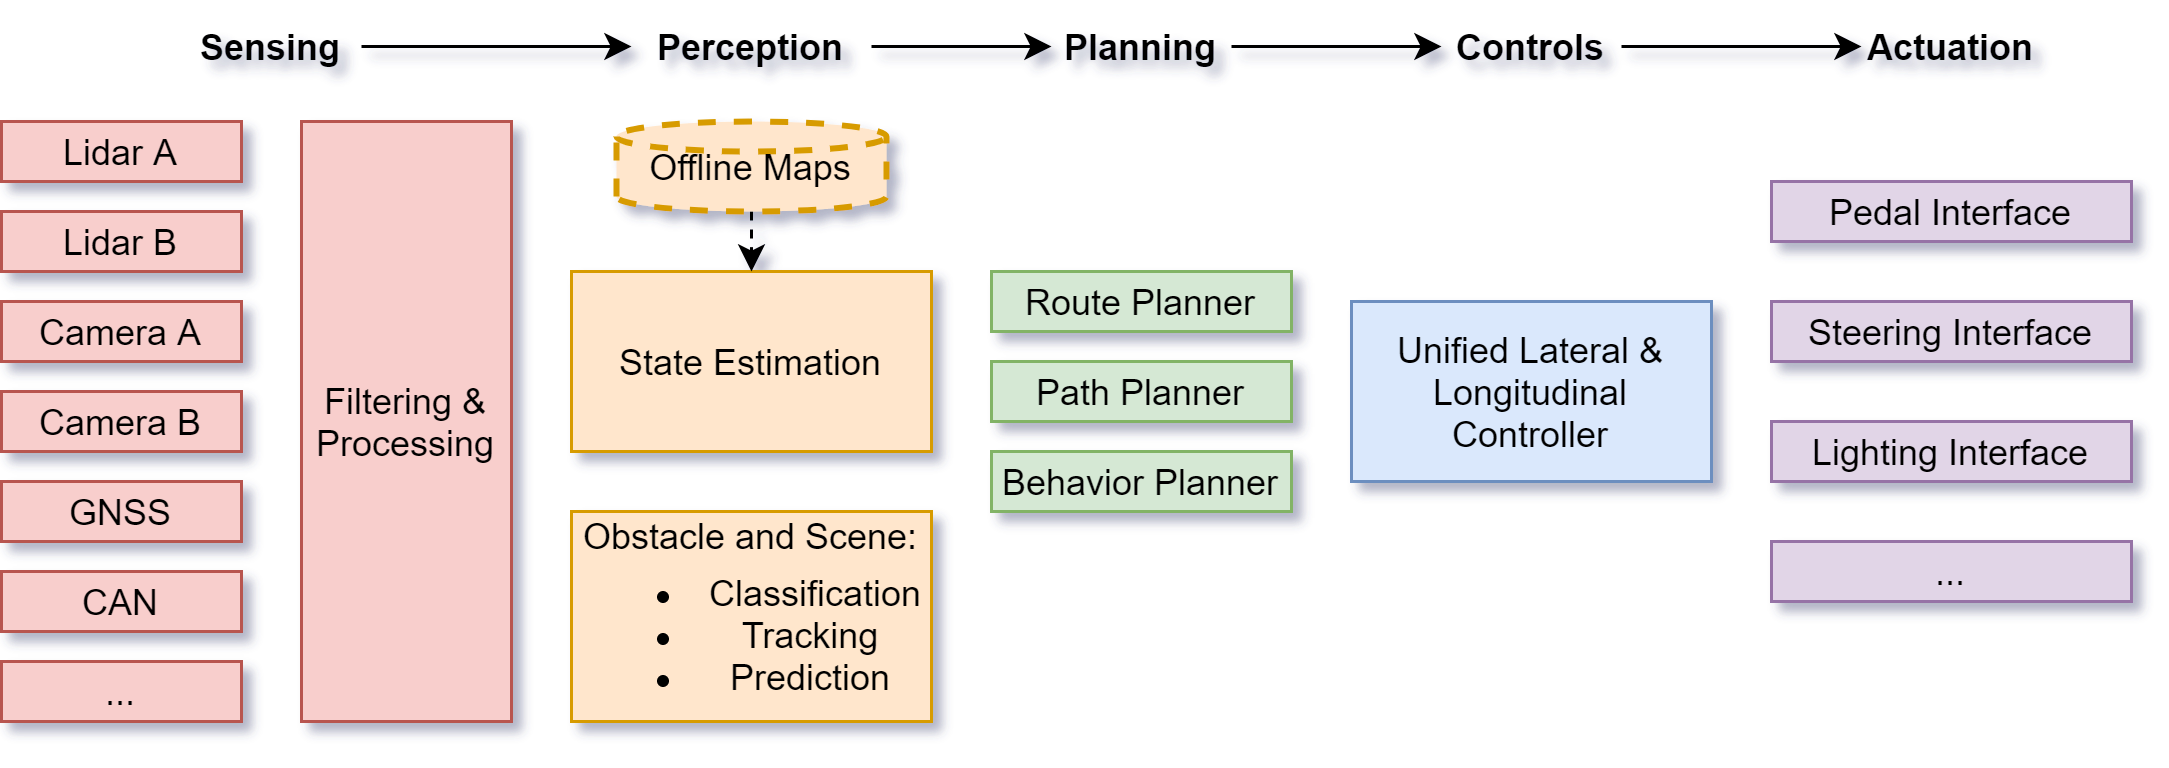 Sensing
Perception
Planning
Controls
Actuation
Lidar A
Lidar B
Camera A
Camera B
GNSS
CAN
...
Filtering &
Processing
Offline Maps
State Estimation
Obstacle and Scene:
• Classification
• Tracking
• Prediction
Route Planner
Path Planner
Behavior Planner
Unified Lateral &
Longitudinal
Controller
Pedal Interface
Steering Interface
Lighting Interface
...